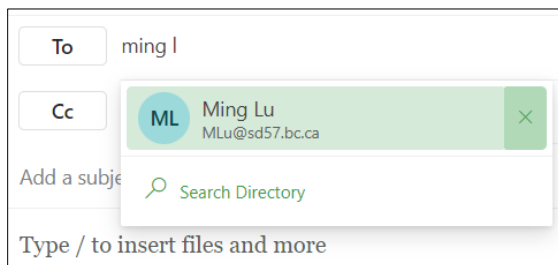 To ming l
Cc
ML Ming Lu
MLu@sd57.bc.ca
Add a subje
Search Directory
Type / to insert files and more